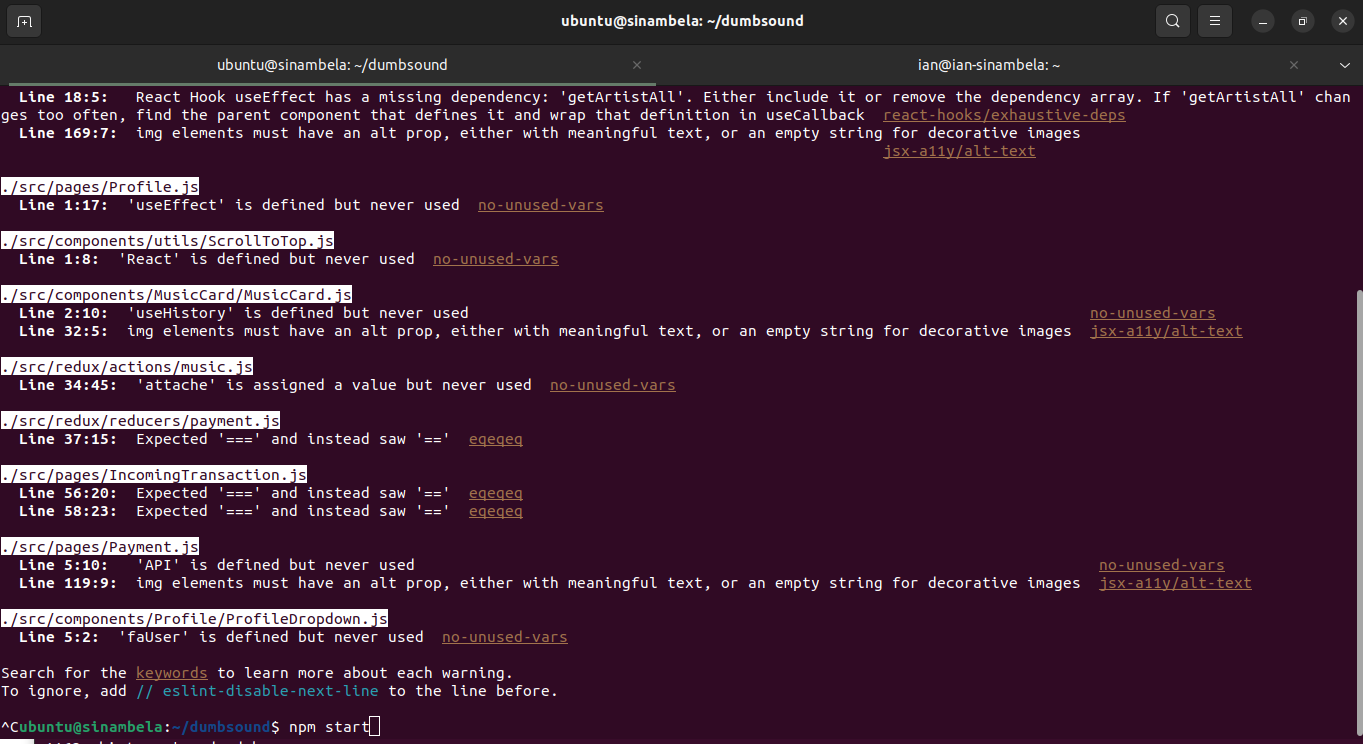 ubuntu@sinambela: ~/dumbsound
ubuntu@sinambela: ~/dumbsound
ian@ian-sinambela: ~
Line 18:5: React Hook useEffect has a missing dependency: 'getArtistAll'. Either include it or remove the dependency array. If 'getArtistAll' chan
ges too often, find the parent component that defines it and wrap that definition in useCallback react-hooks/exhaustive-deps
Line 169:7: img elements must have an alt prop, either with meaningful text, or an empty string for decorative images
jsx-a11y/alt-text
./src/pages/Profile.js
Line 1:17: 'useEffect' is defined but never used no-unused-vars
./src/components/utils/ScrollToTop.js
Line 1:8: 'React' is defined but never used no-unused-vars
./src/components/MusicCard/MusicCard.js
Line 2:10: 'useHistory' is defined but never used no-unused-vars
Line 32:5: img elements must have an alt prop, either with meaningful text, or an empty string for decorative images jsx-a11y/alt-text
./src/redux/actions/music.js
Line 34:45: 'attache' is assigned a value but never used no-unused-vars
./src/redux/reducers/payment.js
Line 37:15: Expected '===' and instead saw '==' eqeqeq
./src/pages/IncomingTransaction.js
Line 56:20: Expected '===' and instead saw '==' eqeqeq
Line 58:23: Expected '===' and instead saw '==' eqeqeq
./src/pages/Payment.js
Line 5:10: 'API' is defined but never used no-unused-vars
Line 119:9: img elements must have an alt prop, either with meaningful text, or an empty string for decorative images jsx-a11y/alt-text
./src/components/Profile/ProfileDropdown.js
Line 5:2: 'faUser' is defined but never used no-unused-vars
Search for the keywords to learn more about each warning.
To ignore, add // eslint-disable-next-line to the line before.
^Cubuntu@sinambela:~/dumbsound$ npm start